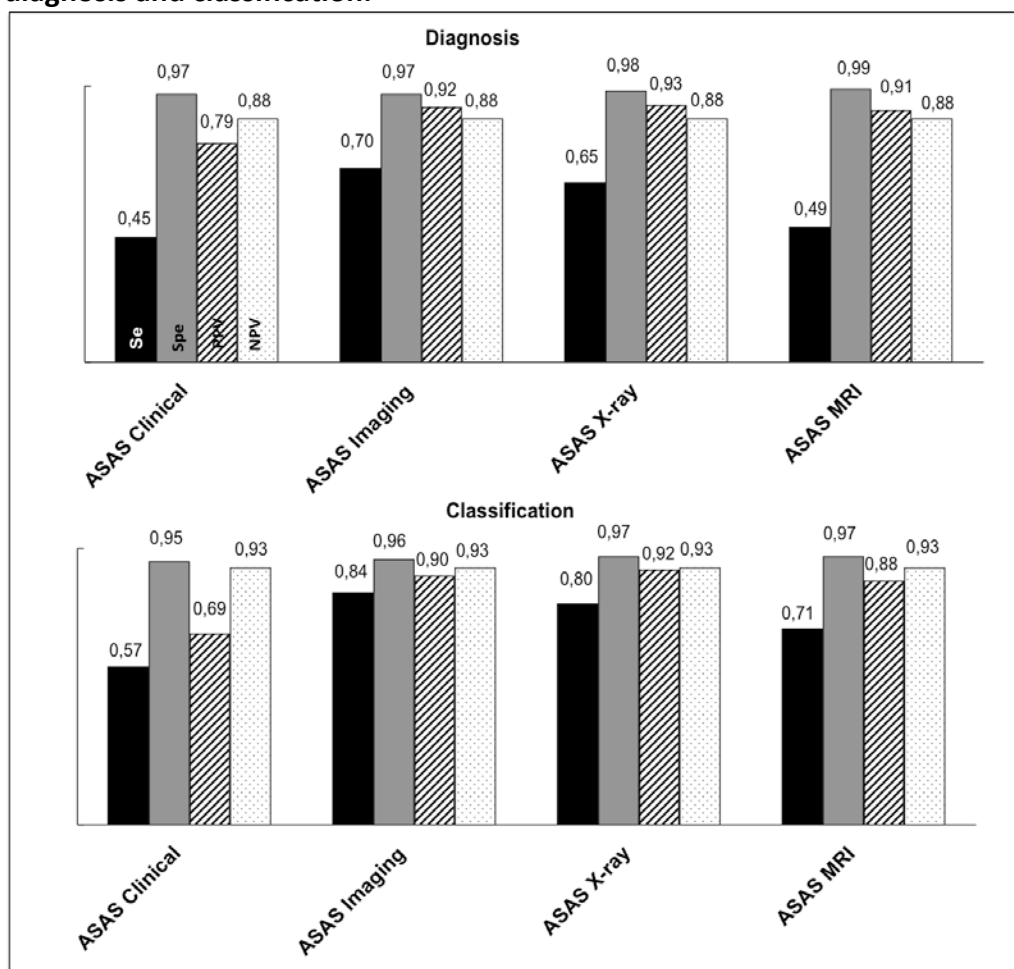 diagnosis and classification.
Diagnosis
0,97 0,97 0,98 0,99
0,79 0,88 0,92 0,88 0,93 0,88 0,91 0,88
0,45 0,70 0,65 0,49
Se Spe PPV NPV
ASAS Clinical ASAS Imaging ASAS X-ray ASAS MRI
Classification
0,95 0,93 0,96 0,93 0,97 0,92 0,93 0,97 0,93
0,57 0,69 0,84 0,90 0,80 0,71 0,88
ASAS Clinical ASAS Imaging ASAS X-ray ASAS MRI